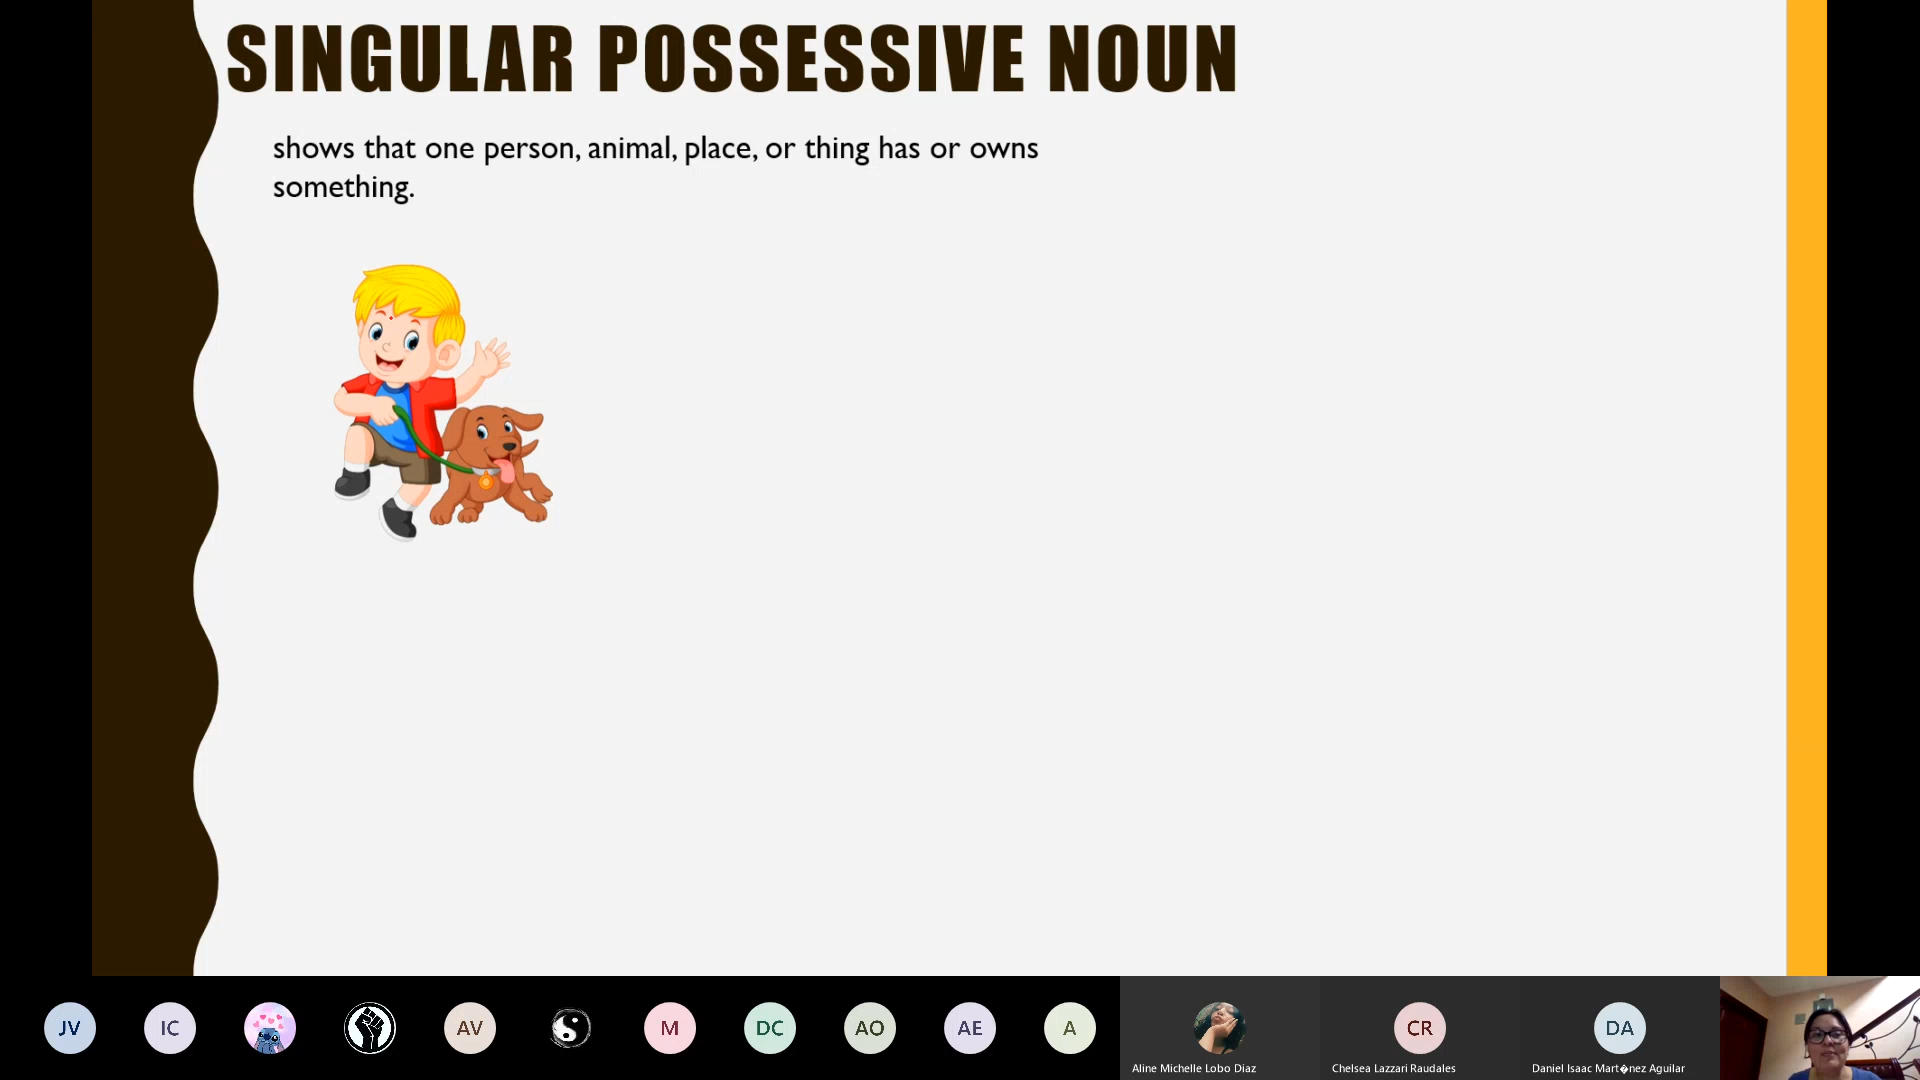 SINGULAR POSSESSIVE NOUN
shows that one person, animal, place, or thing has or owns
something.
JV
IC
AV
M
DC
AO
AE
A
CR
DA
Aline Michelle Lobo Diaz
Chelsea Lazzari Raudales
Daniel Isaac Mart�nez Aguilar